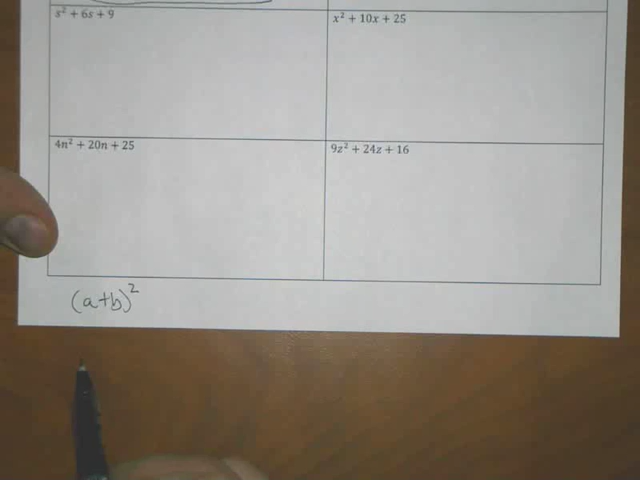 s² + 6s + 9
x² + 10x + 25
4n² + 20n + 25
9z² + 24z + 16
(a+b)²